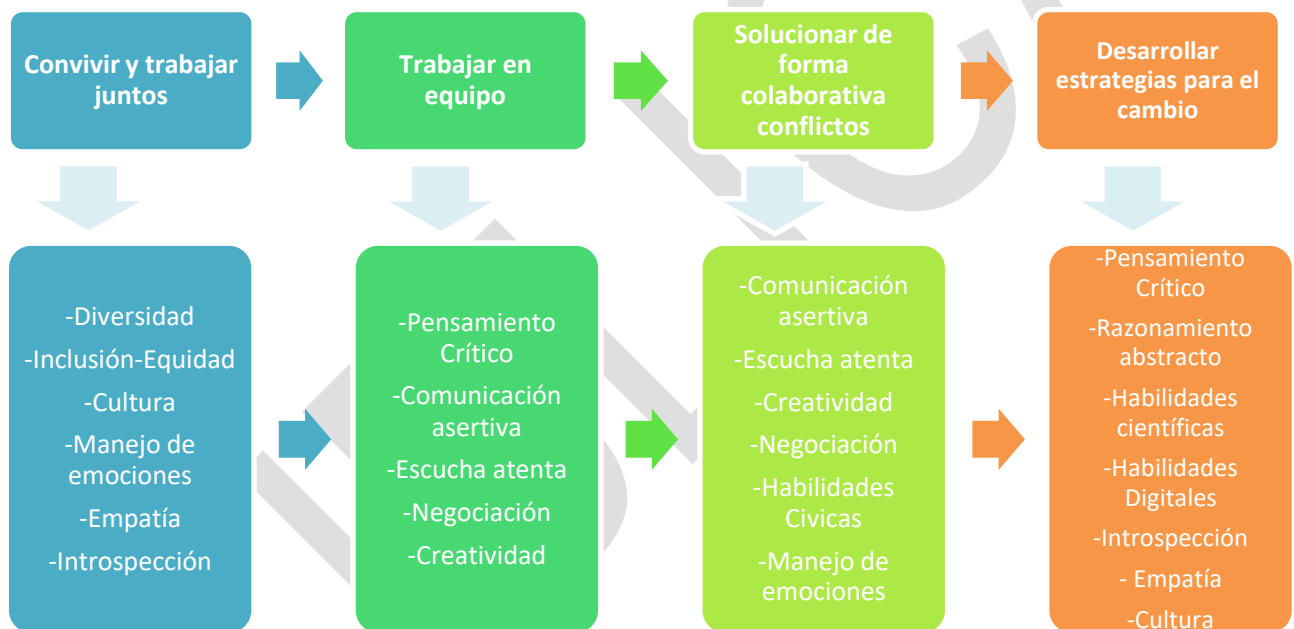 Convivir y trabajar
juntos
Trabajar en
equipo
Solucionar de
forma
colaborativa
conflictos
Desarrollar
estrategias para el
cambio
-Diversidad
-Inclusión-Equidad
-Cultura
-Manejo de
emociones
-Empatía
-Introspección
-Pensamiento
Crítico
-Comunicación
asertiva
-Escucha atenta
-Negociación
-Creatividad
-Comunicación
asertiva
-Escucha atenta
-Creatividad
-Negociación
-Habilidades
Civicas
-Manejo de
emociones
-Pensamiento
Crítico
-Razonamiento
abstracto
-Habilidades
científicas
-Habilidades
Digitales
-Introspección
- Empatía
-Cultura